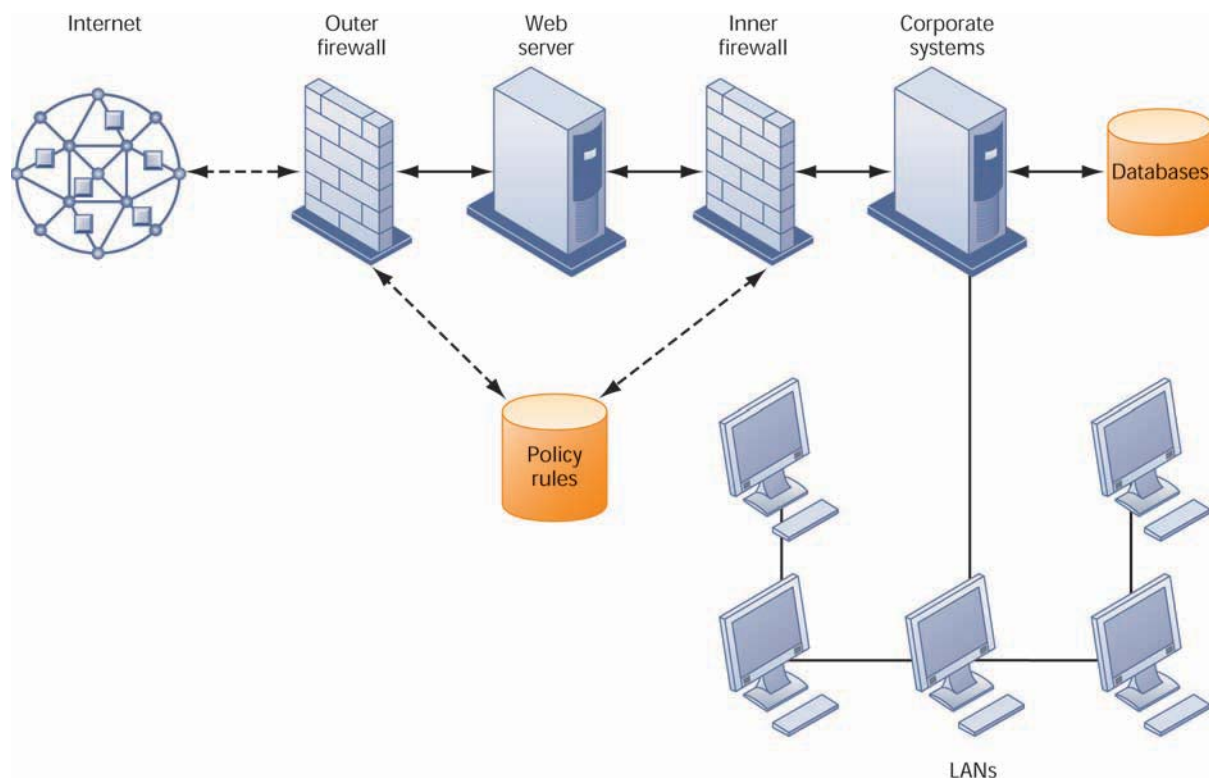 Internet
Outer
firewall
Web
server
Inner
firewall
Corporate
systems
Databases
Policy
rules
LANs